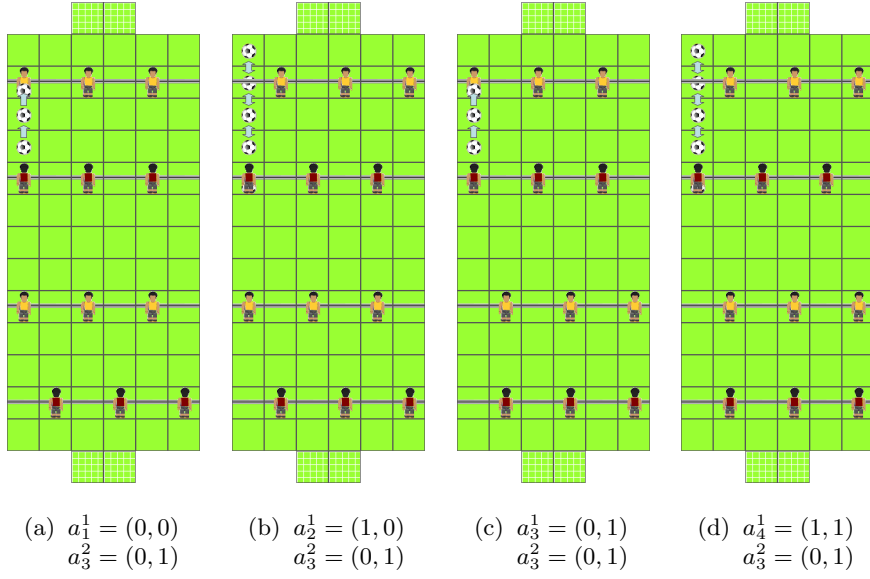 (a) $a_1^1 = (0, 0)$
$a_3^2 = (0, 1)$
(b) $a_2^1 = (1, 0)$
$a_3^2 = (0, 1)$
(c) $a_3^1 = (0, 1)$
$a_3^2 = (0, 1)$
(d) $a_4^1 = (1, 1)$
$a_3^2 = (0, 1)$